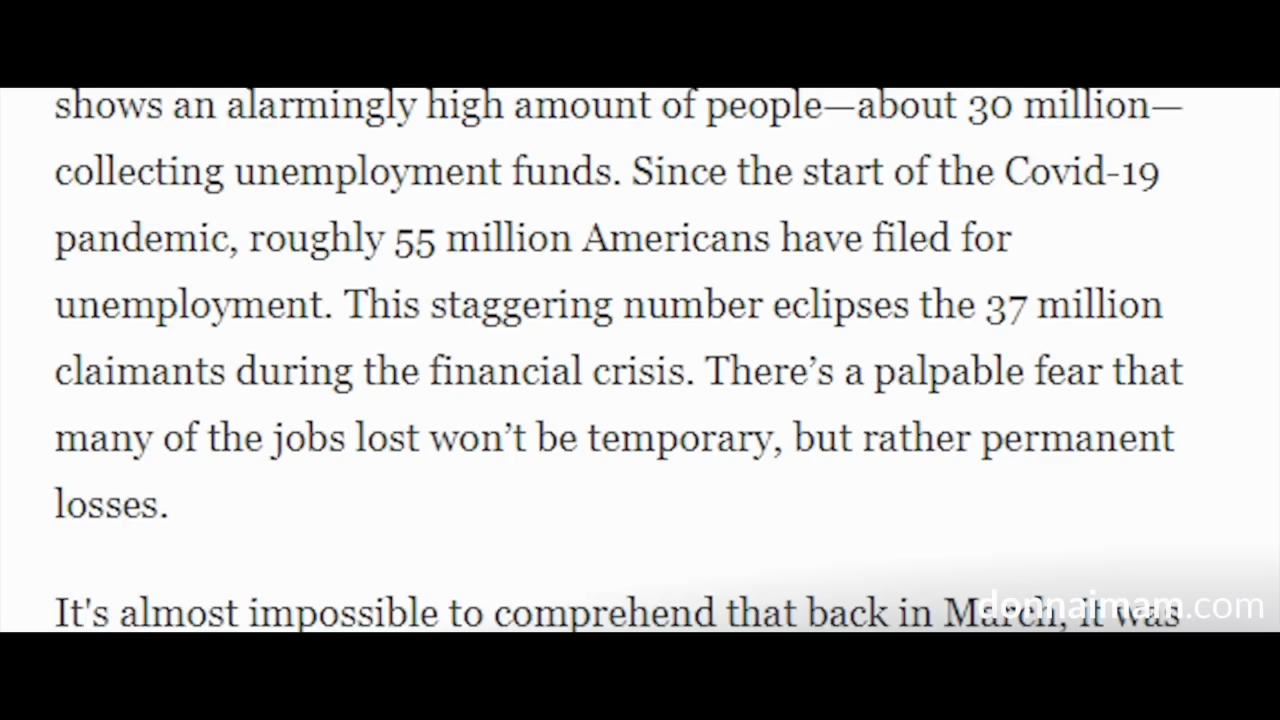 shows an alarmingly high amount of people—about 30 million—
collecting unemployment funds. Since the start of the Covid-19
pandemic, roughly 55 million Americans have filed for
unemployment. This staggering number eclipses the 37 million
claimants during the financial crisis. There’s a palpable fear that
many of the jobs lost won’t be temporary, but rather permanent
losses.
It's almost impossible to comprehend that back in March, it was
donnaimam.com